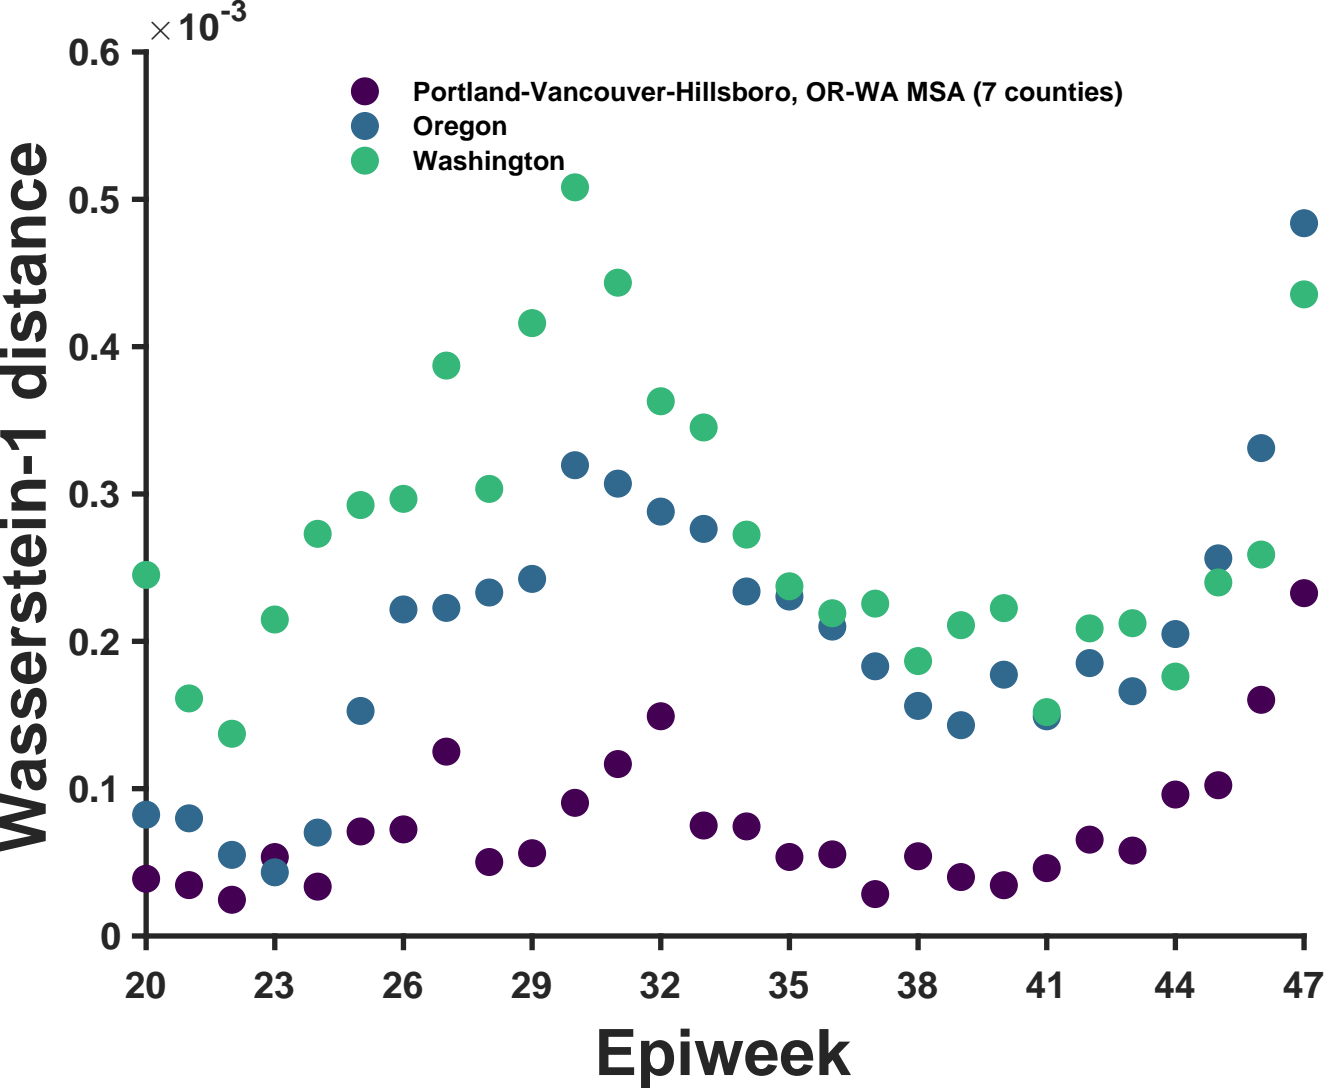 × 10-3
0.6
0.5
0.4
0.3
0.2
0.1
0
Wasserstein-1 distance
Portland-Vancouver-Hillsboro, OR-WA MSA (7 counties)
Oregon
Washington
20 23 26 29 32 35 38 41 44 47
Epiweek